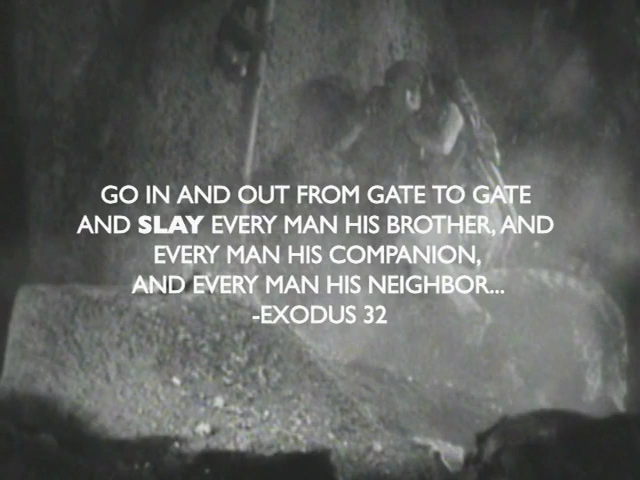 GO IN AND OUT FROM GATE TO GATE
AND SLAY EVERY MAN HIS BROTHER, AND
EVERY MAN HIS COMPANION,
AND EVERY MAN HIS NEIGHBOR...
-EXODUS 32